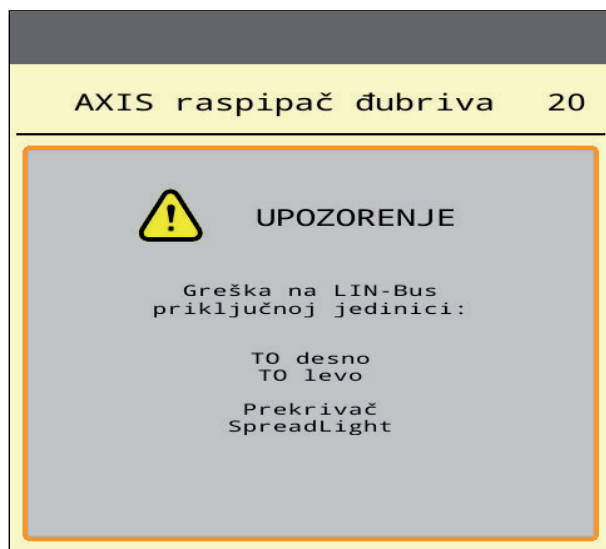 AXIS raspipač đubriva 20
UPOZORENJE
Greška na LIN-Bus
priključnoj jedinici:
TO desno
TO levo
Prekrivač
SpreadLight